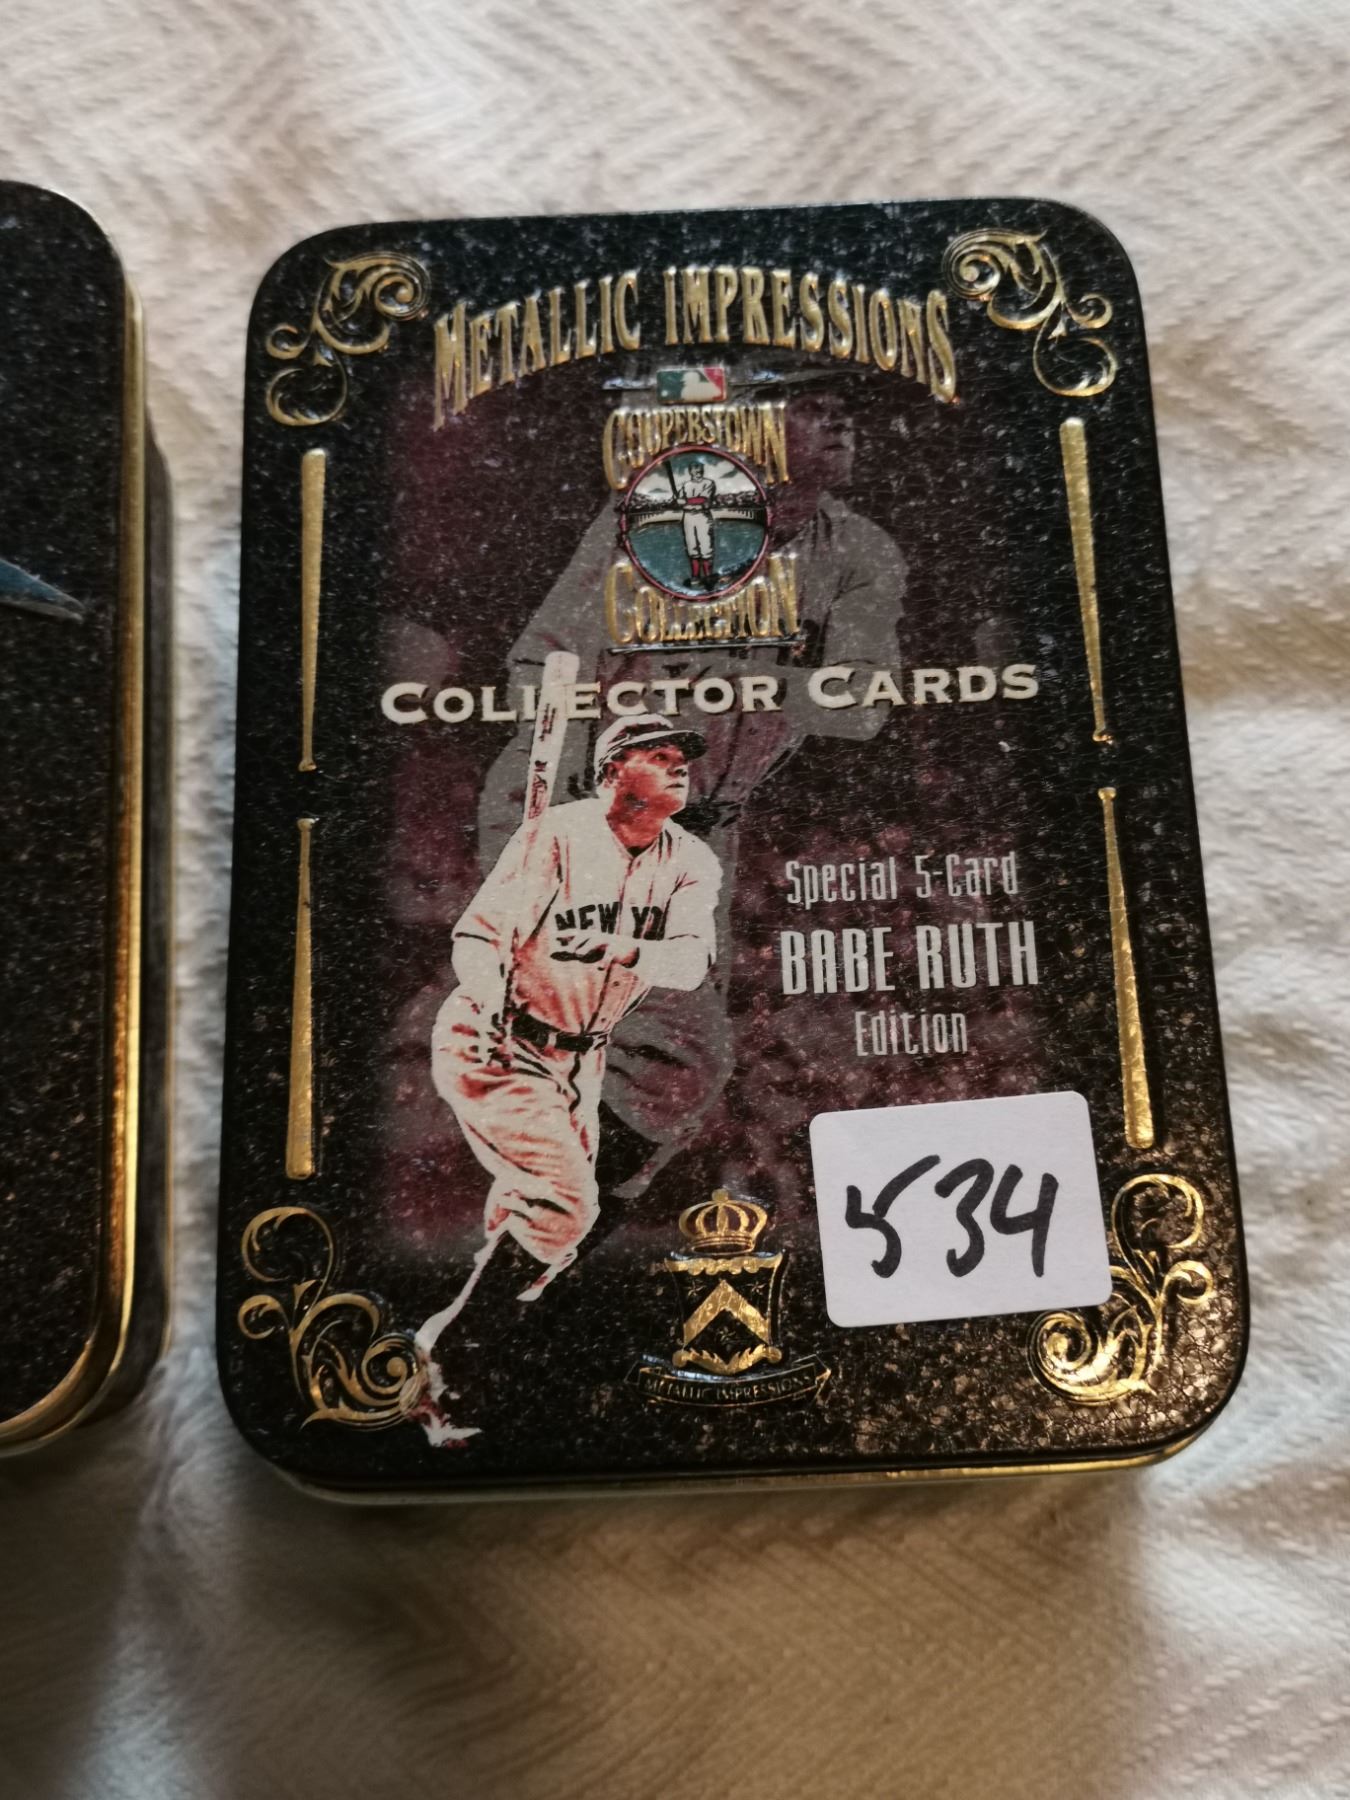 METALLIC IMPRESSIONS
COOPERSTOWN
COLLECTION
COLLECTOR CARDS
NEW YO
Special 5-Card
BABE RUTH
Edition
534
METALLIC IMPRESSIONS